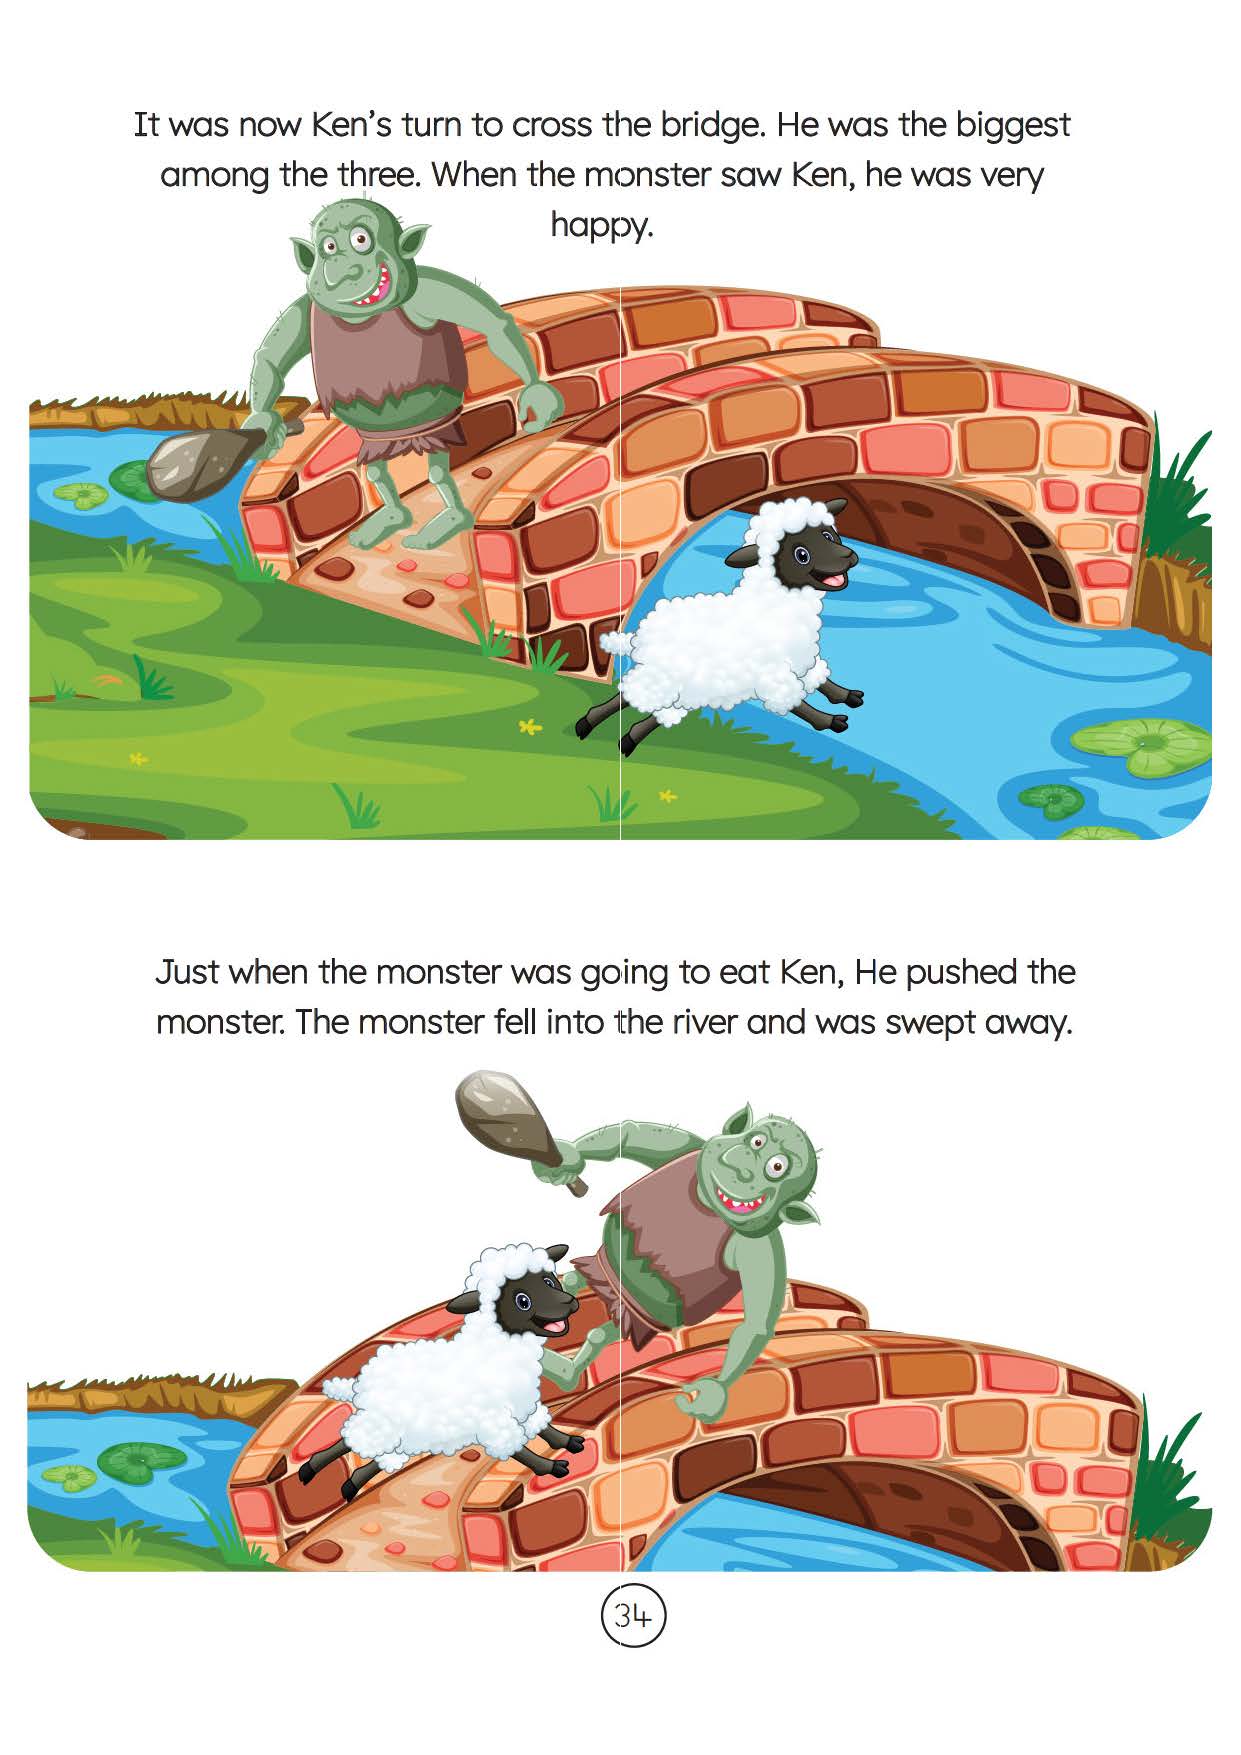 It was now Ken’s turn to cross the bridge. He was the biggest
among the three. When the monster saw Ken, he was very
happy.
Just when the monster was going to eat Ken, He pushed the
monster. The monster fell into the river and was swept away.
34